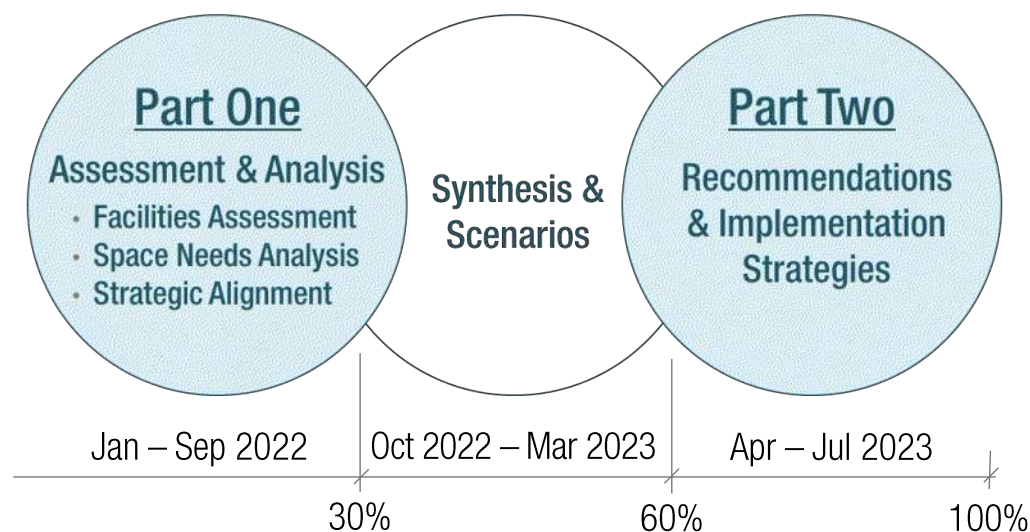 Part One
Assessment & Analysis
· Facilities Assessment
· Space Needs Analysis
· Strategic Alignment
Synthesis &
Scenarios
Part Two
Recommendations
& Implementation
Strategies
Jan – Sep 2022
Oct 2022 – Mar 2023
Apr – Jul 2023
30%
60%
100%